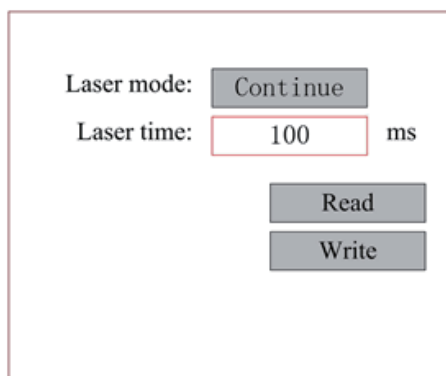 Laser mode: Continue
Laser time: 100 ms
Read
Write